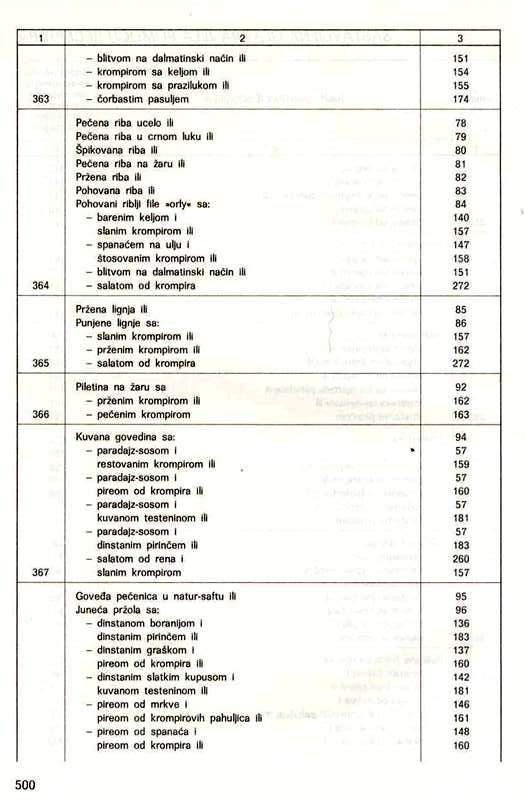 1 2 3
– blitvom na dalmatinski način ili 151
– krompirom sa keljom ili 154
– krompirom sa prazilukom ili 155
363 – čorbastim pasuljem 174
Pečena riba ucelo ili 78
Pečena riba u crnom luku ili 79
Špikovana riba ili 80
Pečena riba na žaru ili 81
Pržena riba ili 82
Pohovana riba ili 83
Pohovani riblji file »orly« sa: 84
– barenim keljom i 140
slanim krompirom ili 157
– spanaćem na ulju i 147
štosovanim krompirom ili 158
– blitvom na dalmatinski način ili 151
364 – salatom od krompira 272
Pržena lignja ili 85
Punjene lignje sa: 86
– slanim krompirom ili 157
– prženim krompirom ili 162
365 – salatom od krompira 272
Piletina na žaru sa 92
– prženim krompirom ili 162
366 – pečenim krompirom 163
Kuvana govedina sa: 94
– paradajz-sosom i 57
restovanim krompirom ili 159
– paradajz-sosom i 57
pireom od krompira ili 160
– paradajz-sosom i 57
kuvanom testeninom ili 181
– paradajz-sosom i 57
dinstanim pirinčem ili 183
– salatom od rena i 260
367 slanim krompirom 157
Goveđa pečenica u natur-saftu ili 95
Juneća pržola sa: 96
– dinstanom boranijom i 136
dinstanim pirinčem ili 183
– dinstanim graškom i 137
pireom od krompira ili 160
– dinstanim slatkim kupusom i 142
kuvanom testeninom ili 181
– pireom od mrkve i 146
pireom od krompirovih pahuljica ili 161
– pireom od spanaća i 148
pireom od krompira ili 160
500